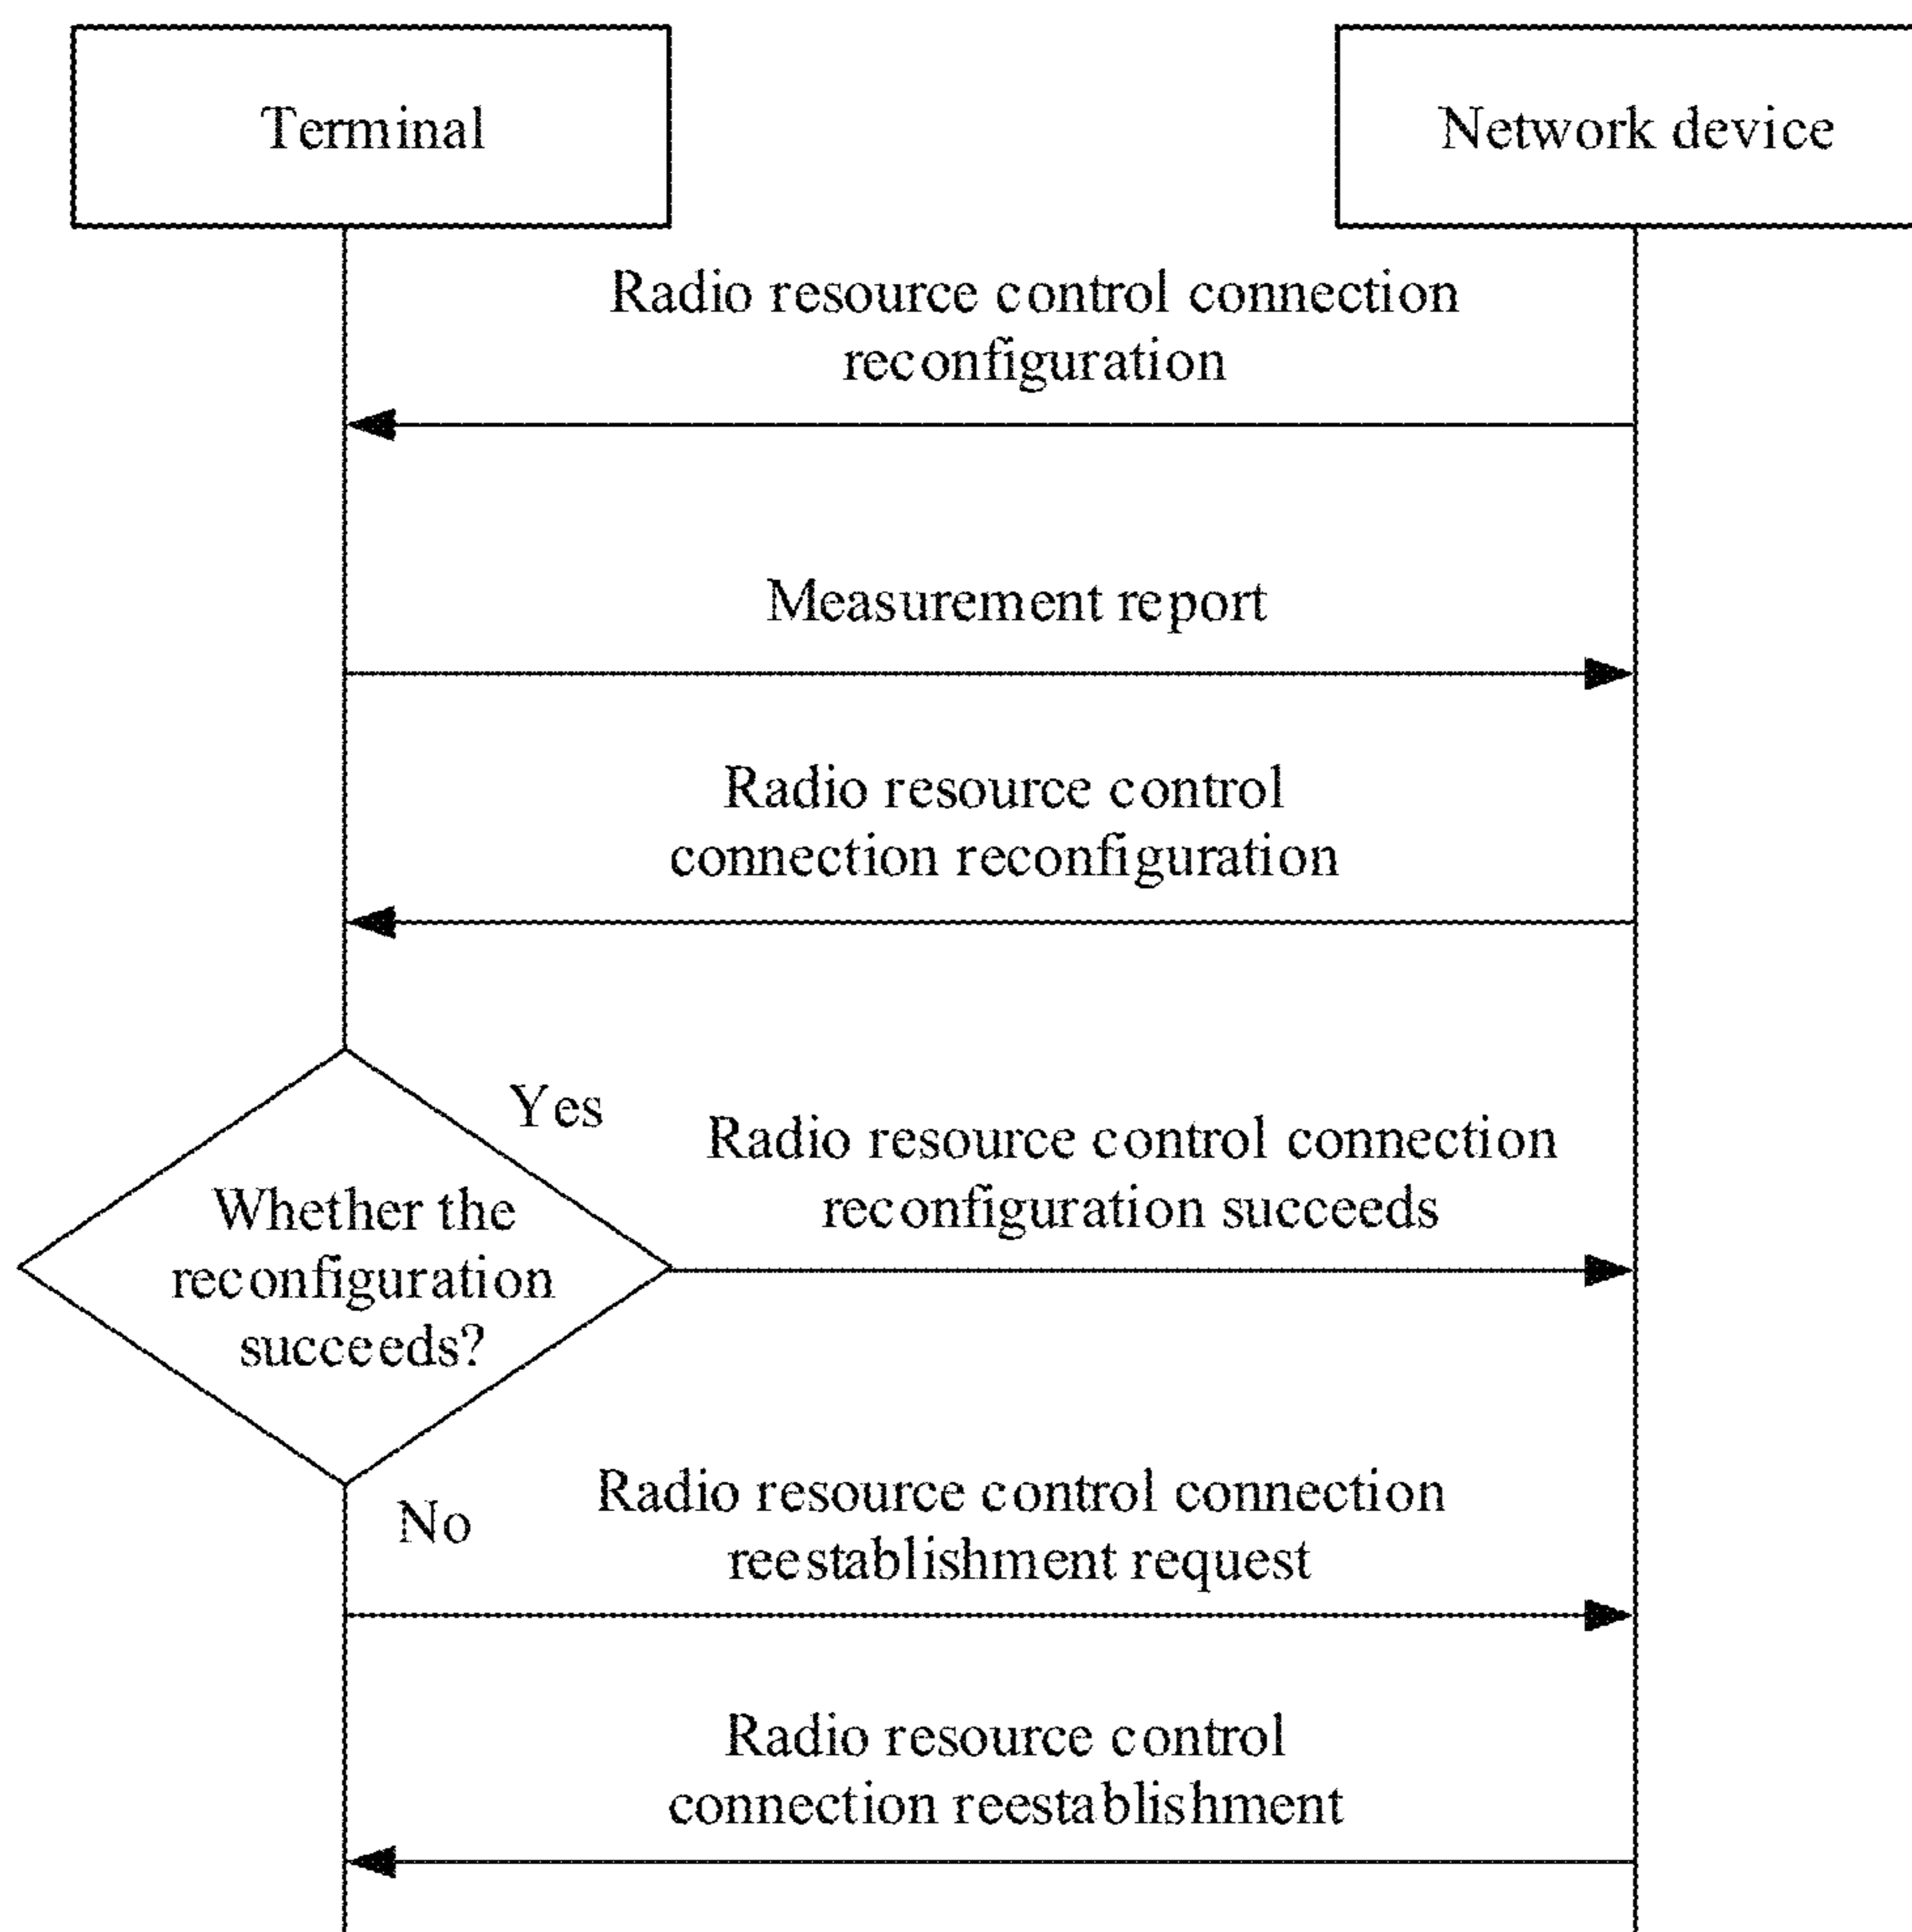 Terminal
Network device
Radio resource control connection
reconfiguration
Measurement report
Radio resource control
connection reconfiguration
Yes
Radio resource control connection
reconfiguration succeeds
Whether the
reconfiguration
succeeds?
No
Radio resource control connection
reestablishment request
Radio resource control
connection reestablishment